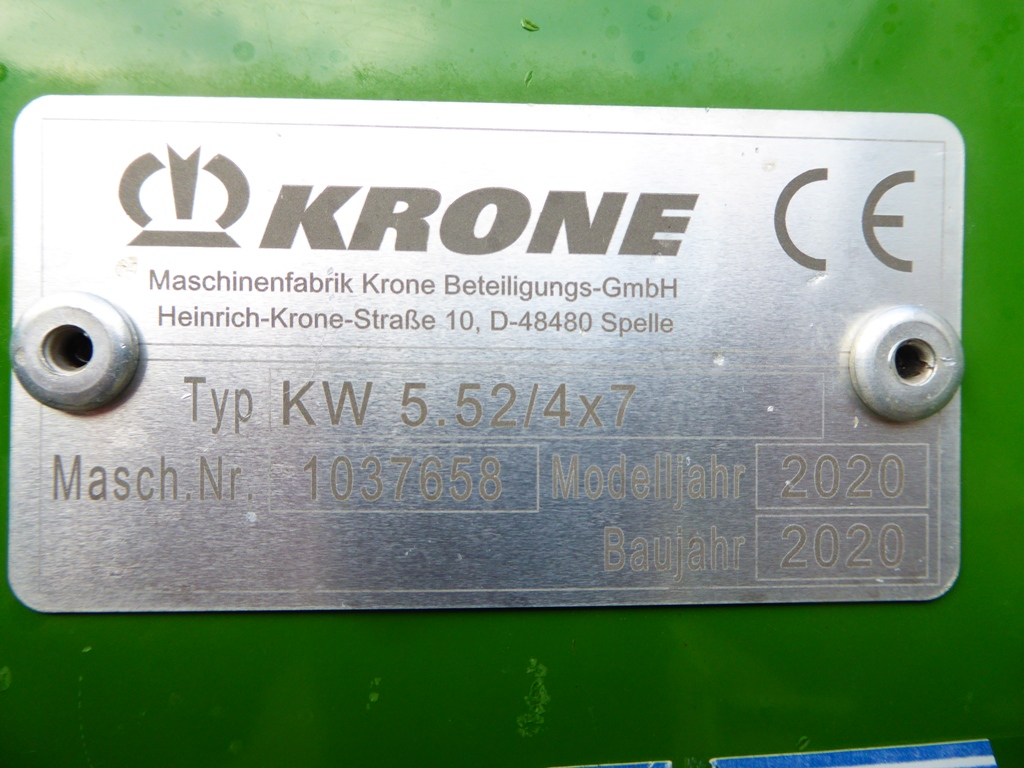 KRONE CE
Maschinenfabrik Krone Beteiligungs-GmbH
Heinrich-Krone-Straße 10, D-48480 Spelle
Typ KW 5.52/4x7
Masch.Nr. 1037658 Modelljahr 2020
Baujahr 2020